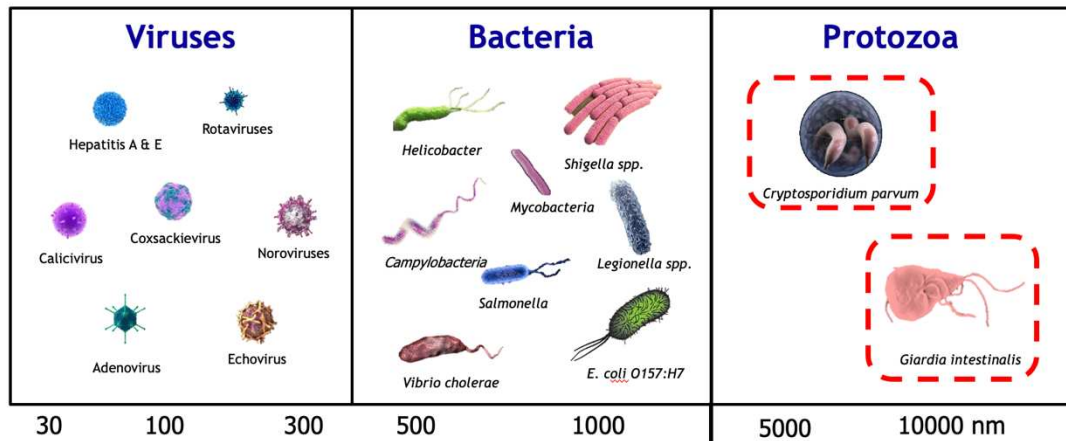 Viruses
Hepatitis A & E
Rotaviruses
Calicivirus
Coxsackievirus
Noroviruses
Adenovirus
Echovirus
30 100 300
Bacteria
Helicobacter
Shigella spp.
Mycobacteria
Campylobacteria
Legionella spp.
Salmonella
Vibrio cholerae
E. coli O157:H7
500 1000
Protozoa
Cryptosporidium parvum
Giardia intestinalis
5000 10000 nm